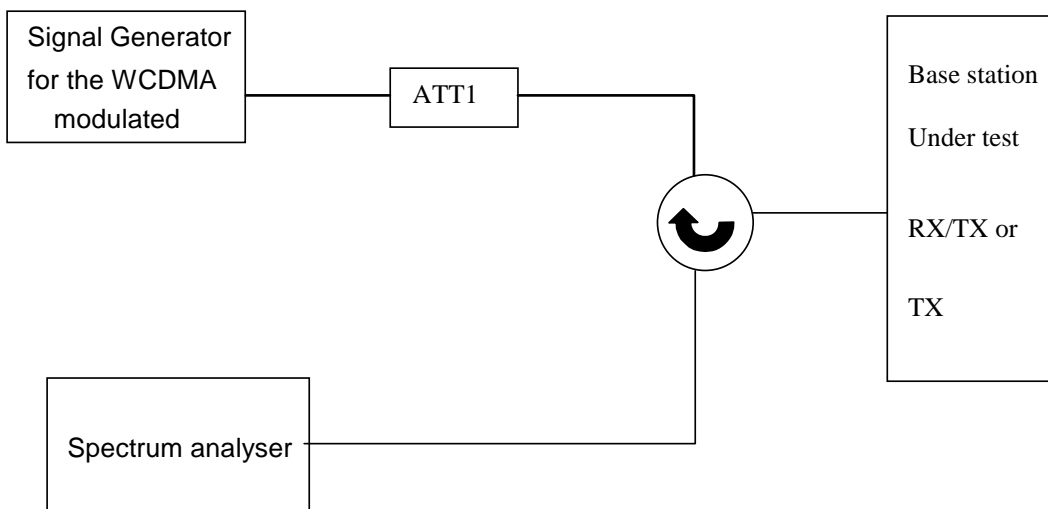 Signal Generator
for the WCDMA
modulated
ATT1
Base station
Under test
RX/TX or
TX
Spectrum analyser